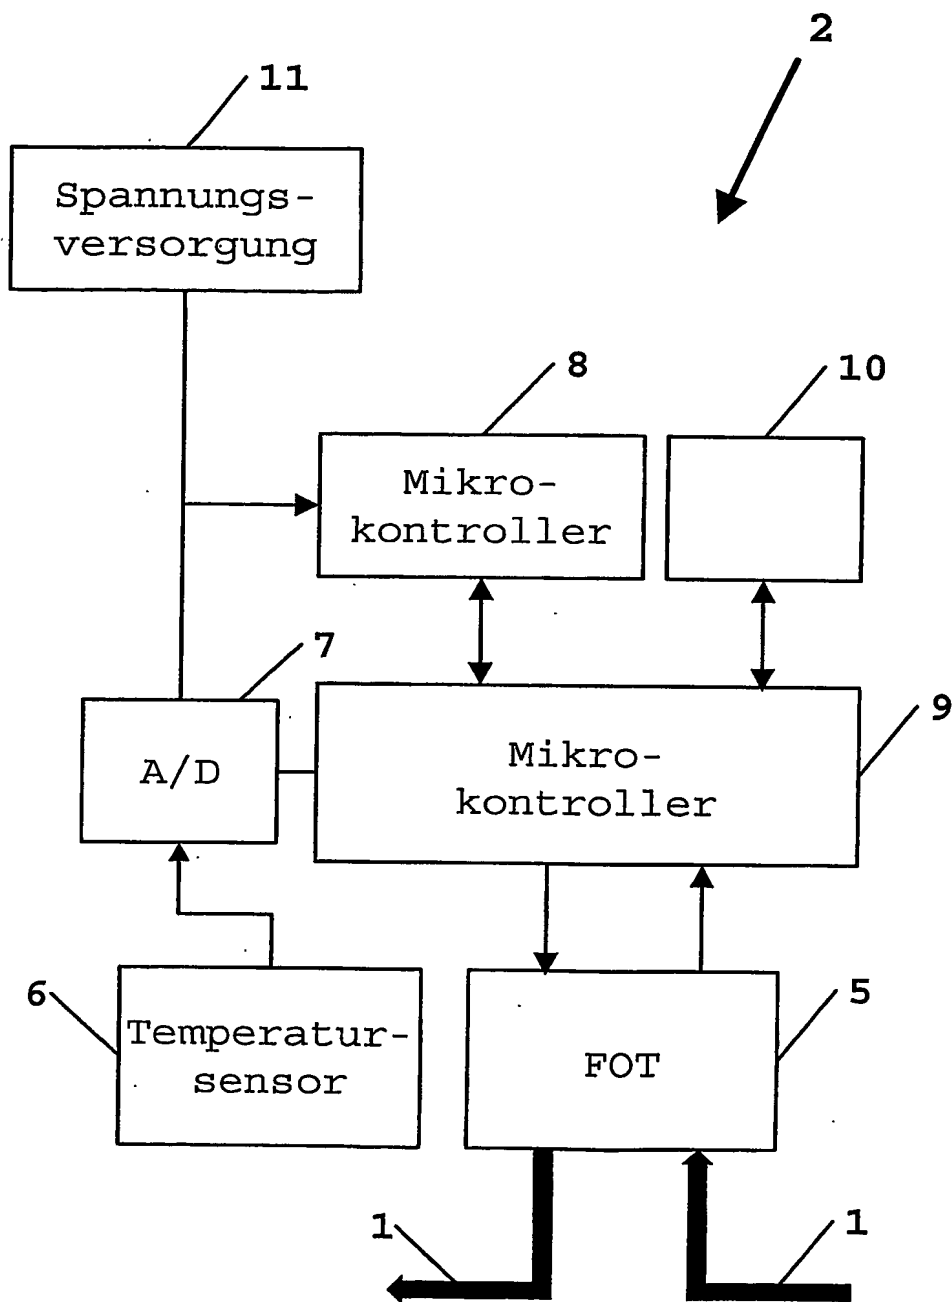 2
11
Spannungs-
versorgung
8
10
Mikro-
kontroller
7
9
A/D
Mikro-
kontroller
6
5
Temperatur-
sensor
FOT
1
1